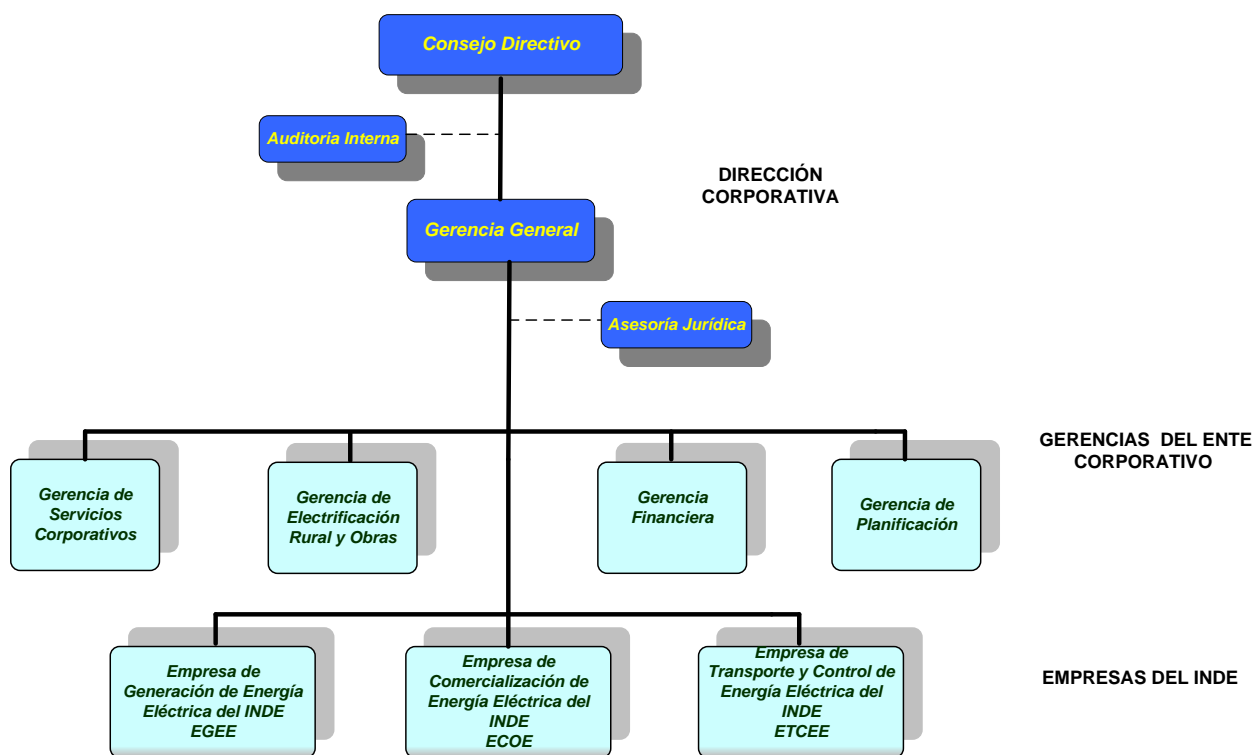 Consejo Directivo
Auditoria Interna
DIRECCIÓN
CORPORATIVA
Gerencia General
Asesoría Jurídica
GERENCIAS DEL ENTE
CORPORATIVO
Gerencia de
Servicios
Corporativos
Gerencia de
Electrificación
Rural y Obras
Gerencia
Financiera
Gerencia de
Planificación
Empresa de
Generación de Energía
Eléctrica del INDE
EGEE
Empresa de
Comercialización de
Energía Eléctrica del
INDE
ECOE
Empresa de
Transporte y Control de
Energía Eléctrica del
INDE
ETCEE
EMPRESAS DEL INDE